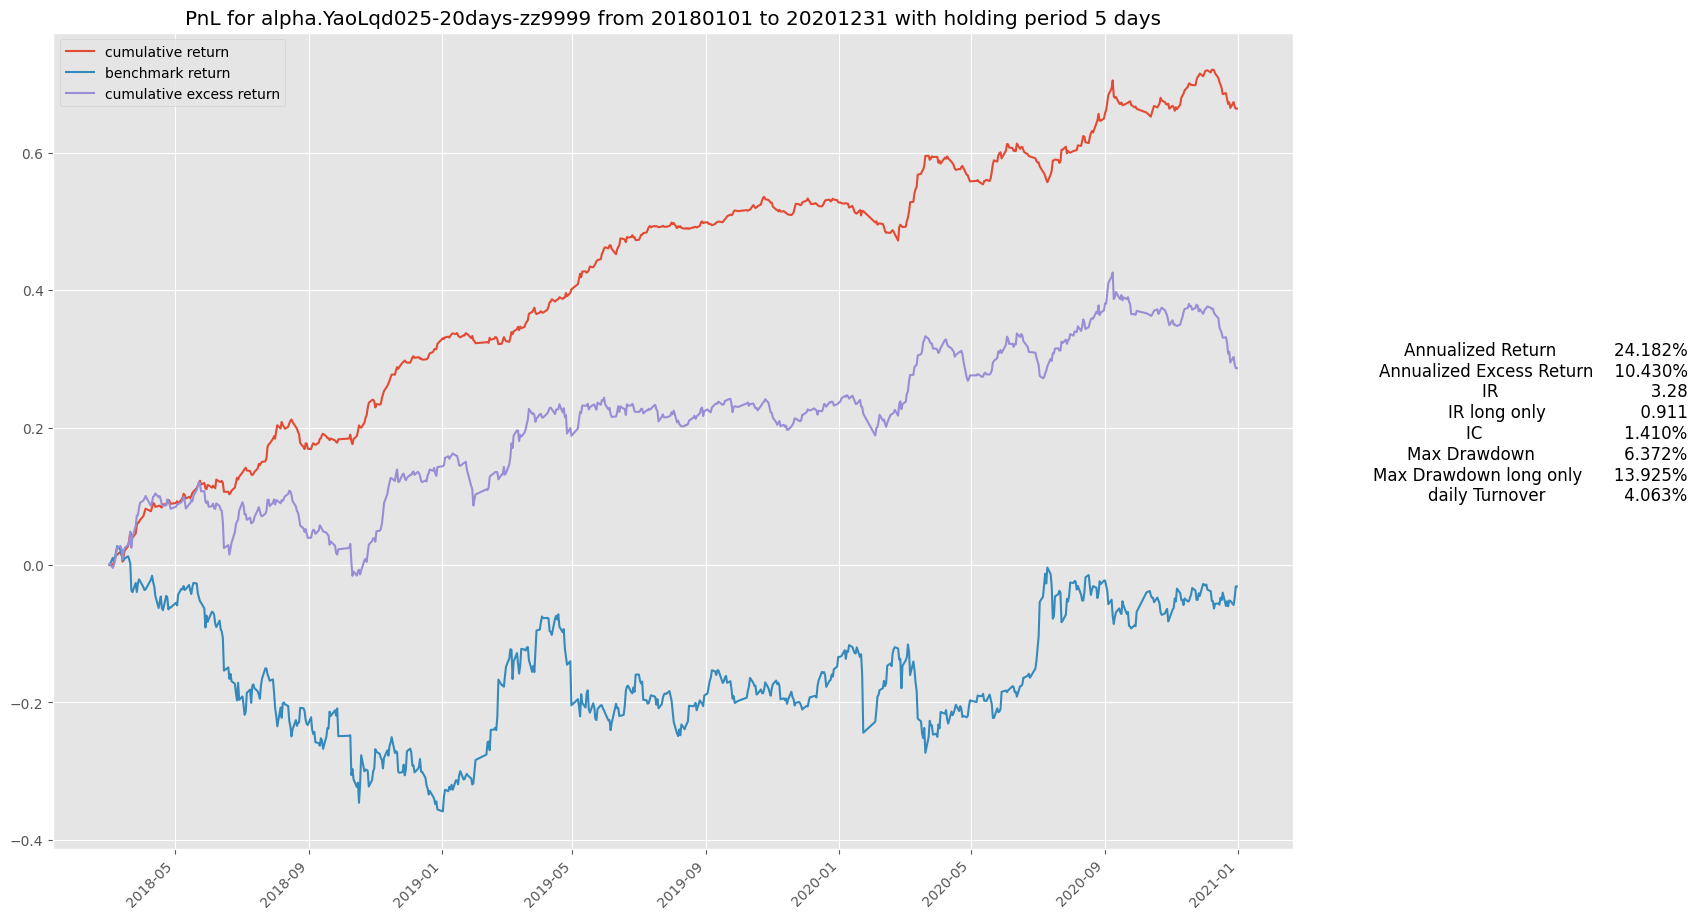 PnL for alpha.YaoLqd025-20days-zz9999 from 20180101 to 20201231 with holding period 5 days
cumulative return
benchmark return
cumulative excess return
0.6
0.4
0.2
0.0
−0.2
−0.4
2018-05
2018-09
2019-01
2019-05
2019-09
2020-01
2020-05
2020-09
2021-01
Annualized Return 24.182%
Annualized Excess Return 10.430%
IR 3.28
IR long only 0.911
IC 1.410%
Max Drawdown 6.372%
Max Drawdown long only 13.925%
daily Turnover 4.063%